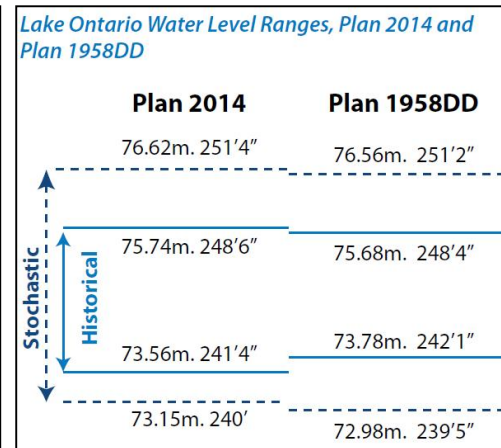 Lake Ontario Water Level Ranges, Plan 2014 and
Plan 1958DD
Plan 2014 Plan 1958DD
76.62m. 251'4" 76.56m. 251'2"
75.74m. 248'6" 75.68m. 248'4"
Stochastic
Historical
73.56m. 241'4" 73.78m. 242'1"
73.15m. 240' 72.98m. 239'5"